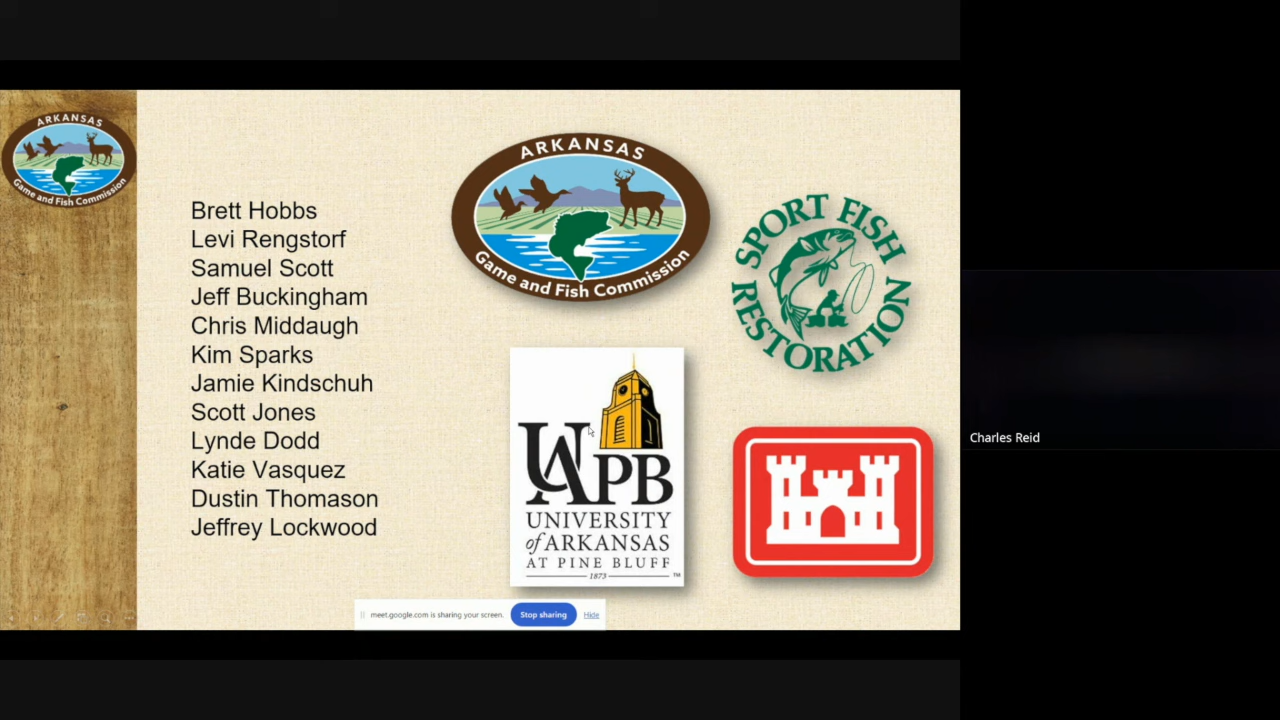 ARKANSAS
Game and Fish Commission
Brett Hobbs
Levi Rengstorf
Samuel Scott
Jeff Buckingham
Chris Middaugh
Kim Sparks
Jamie Kindschuh
Scott Jones
Lynde Dodd
Katie Vasquez
Dustin Thomason
Jeffrey Lockwood
ARKANSAS
Game and Fish Commission
SPORT FISH
RESTORATION
UAPB
UNIVERSITY
of ARKANSAS
AT PINE BLUFF
1873 TM
meet.google.com is sharing your screen. Stop sharing Hide
Charles Reid